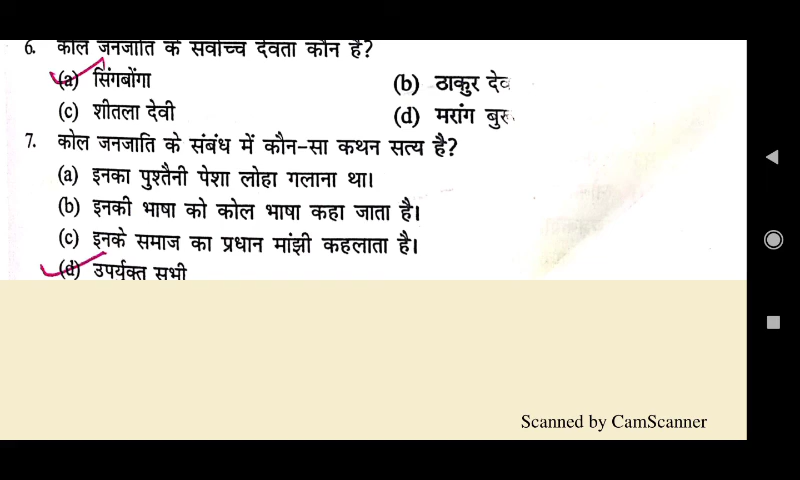 6. कोल जनजाति के सर्वोच्च देवता कौन हैं?
(a) सिंगबोंगा (b) ठाकुर देव
(c) शीतला देवी (d) मरांग बुरु
7. कोल जनजाति के संबंध में कौन-सा कथन सत्य है?
(a) इनका पुश्तैनी पेशा लोहा गलाना था।
(b) इनकी भाषा को कोल भाषा कहा जाता है।
(c) इनके समाज का प्रधान मांझी कहलाता है।
(d) उपर्युक्त सभी
Scanned by CamScanner